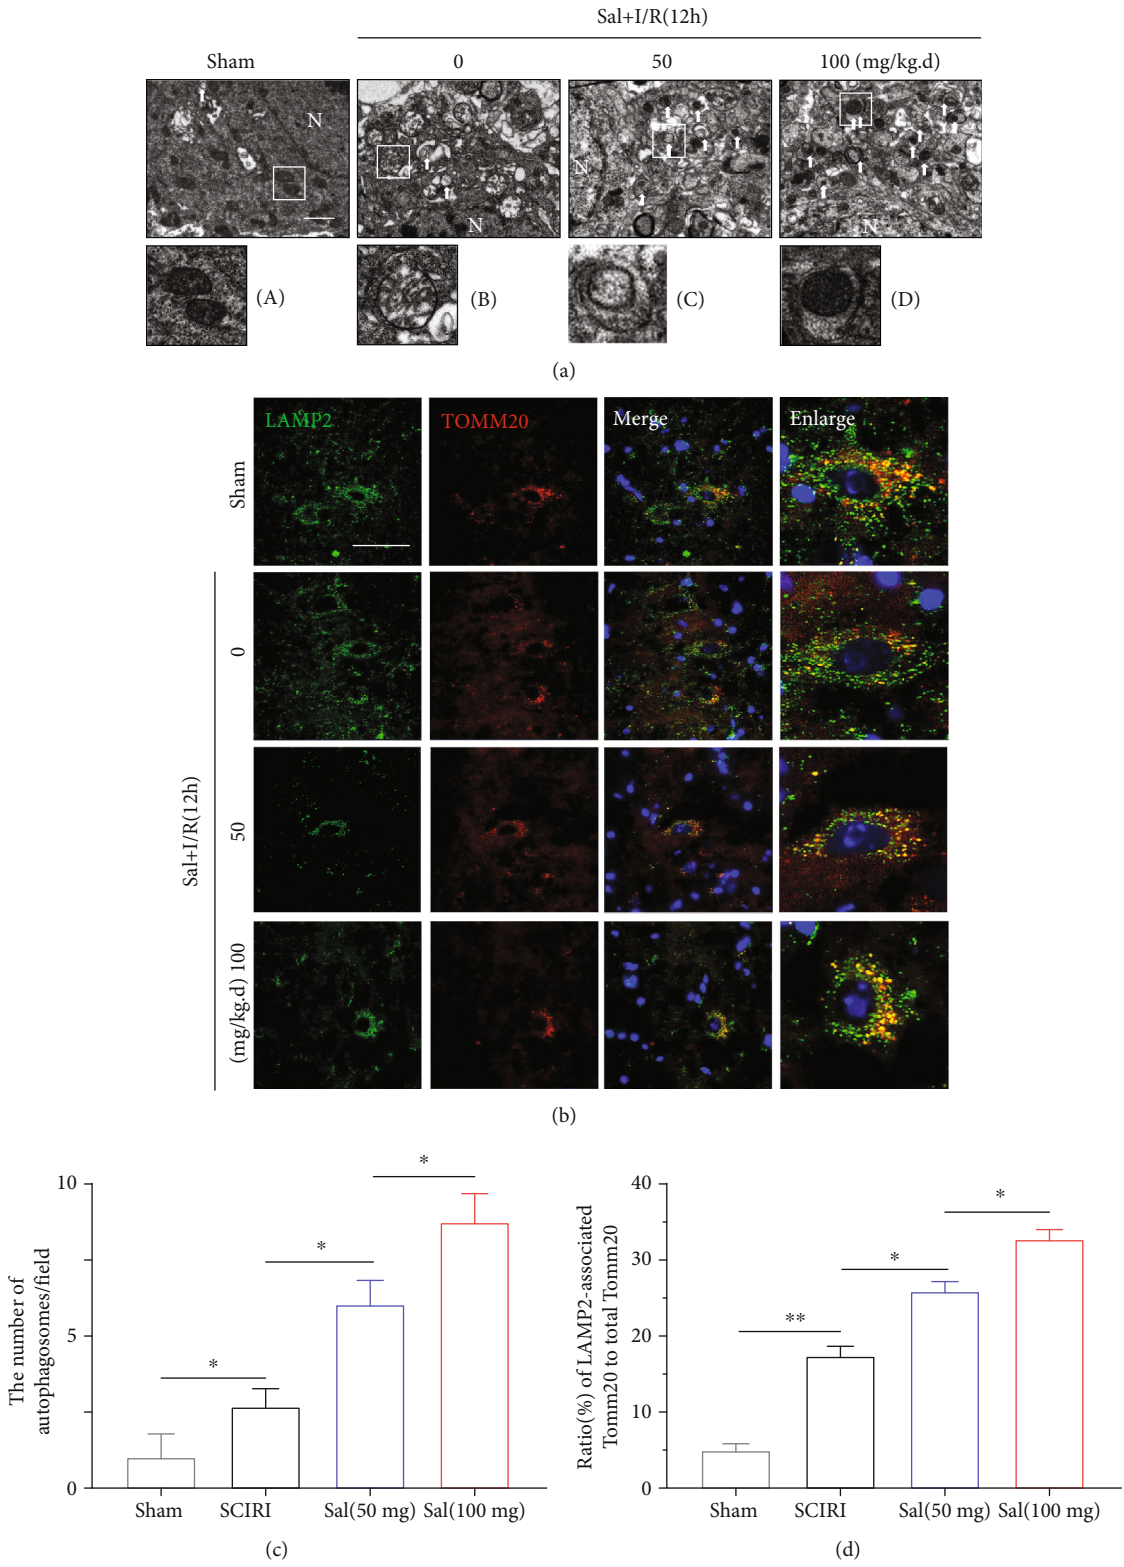 Sal+I/R(12h)
Sham 0 50 100 (mg/kg.d)
N N N N
(A) (B) (C) (D)
(a)
LAMP2 TOMM20 Merge Enlarge
Sham
0
50
(mg/kg.d) 100
Sal+I/R(12h)
(b)
The number of
autophagosomes/field
10
5
0
*
*
*
Sham SCIRI Sal(50 mg) Sal(100 mg)
(c)
Ratio(%) of LAMP2-associated
Tomm20 to total Tomm20
40
30
20
10
0
**
*
*
Sham SCIRI Sal(50 mg) Sal(100 mg)
(d)